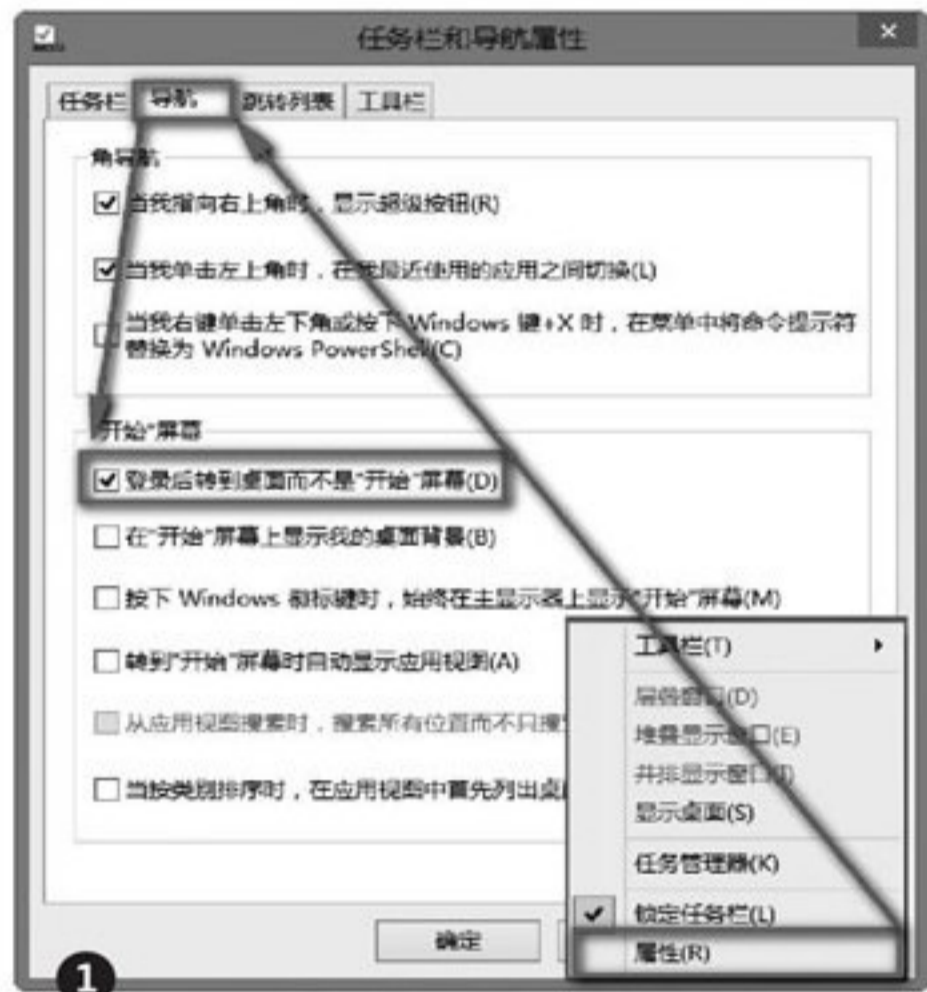 任务栏和导航属性
任务栏 导航 跳转列表 工具栏
角导航
当我指向右上角时，显示超级按钮(R)
当我单击左上角时，在我最近使用的应用之间切换(L)
当我右键单击左下角或按下 Windows 键+X 时，在菜单中将命令提示符
替换为 Windows PowerShell(C)
"开始"屏幕
登录后转到桌面而不是"开始"屏幕(D)
在"开始"屏幕上显示我的桌面背景(B)
按下 Windows 徽标键时，始终在主显示器上显示"开始"屏幕(M)
转到"开始"屏幕时自动显示应用视图(A)
从应用视图搜索时，搜索所有位置而不只搜
当按类别排序时，在应用视图中首先列出桌
确定
工具栏(T)
层叠窗口(D)
堆叠显示窗口(E)
并排显示窗口(I)
显示桌面(S)
任务管理器(K)
锁定任务栏(L)
属性(R)
1